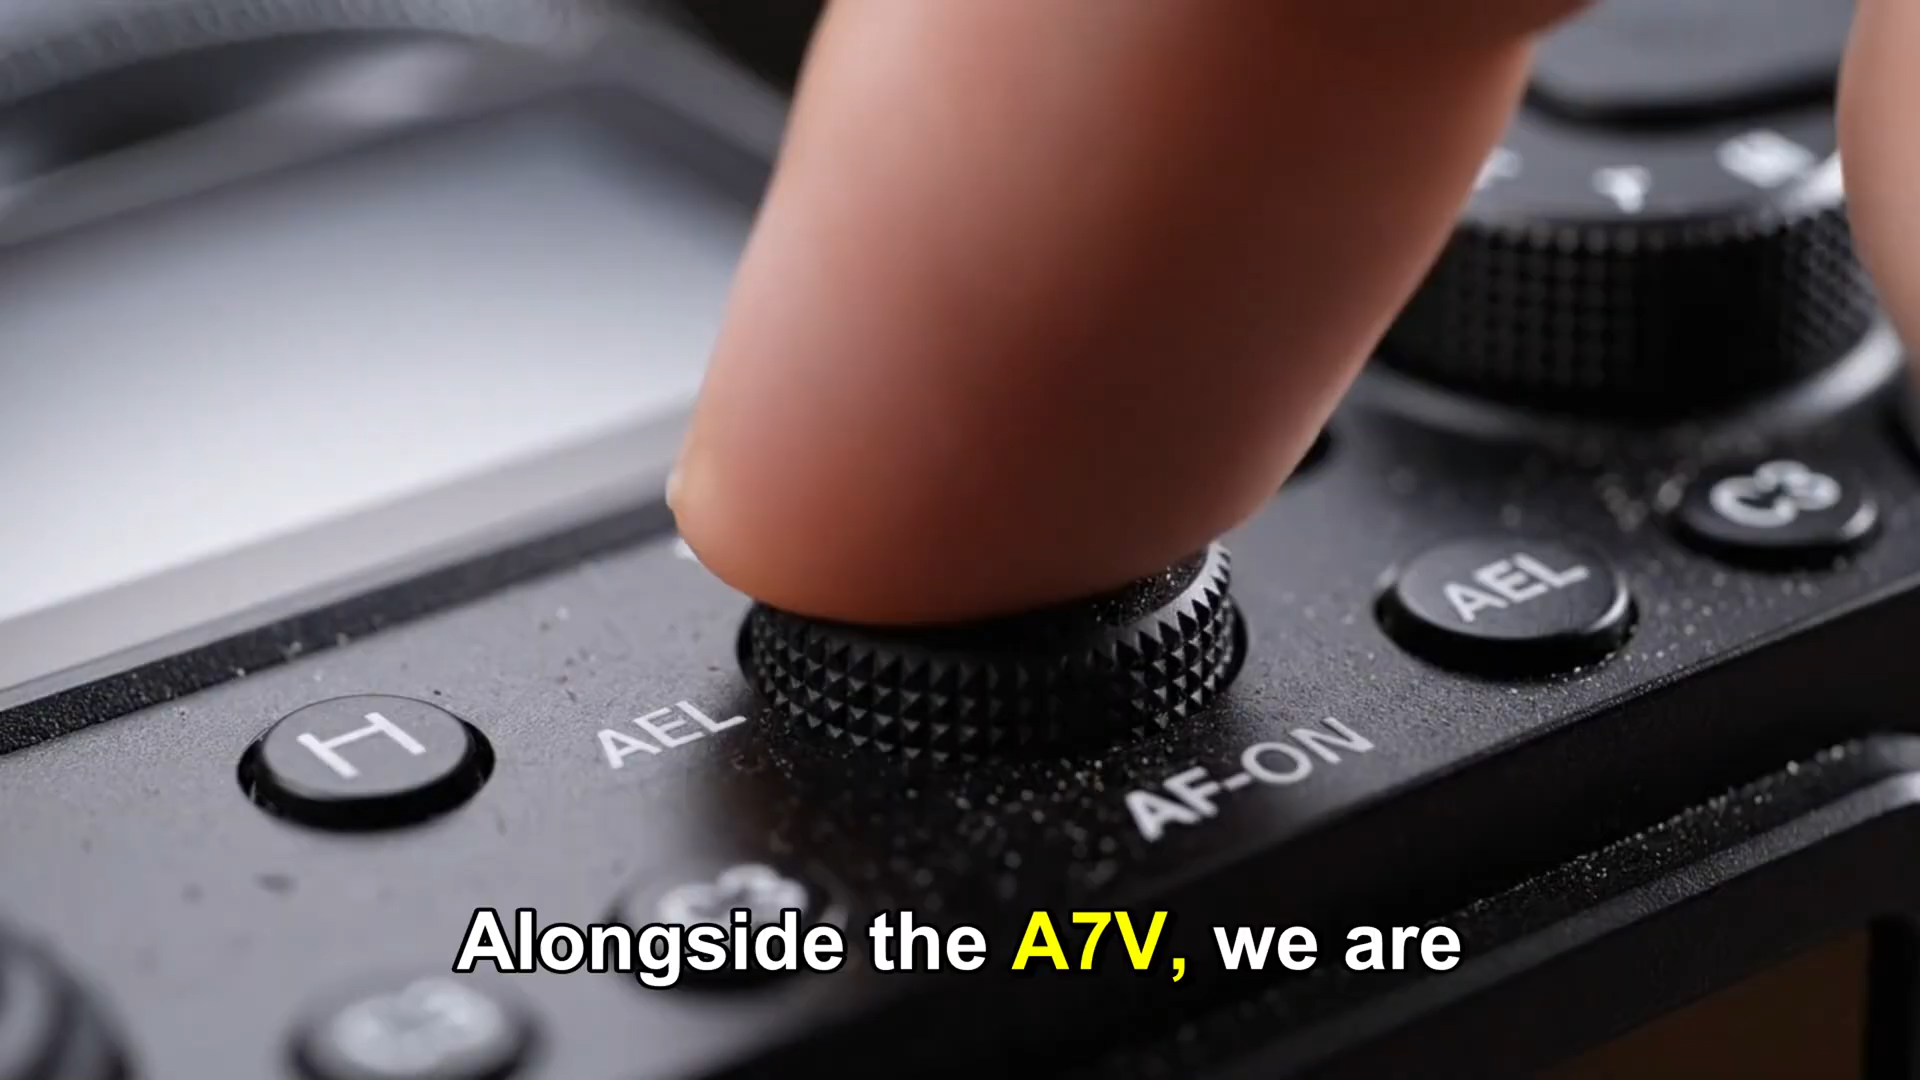 C3
AEL
H
AEL
AF-ON
Alongside the A7V, we are